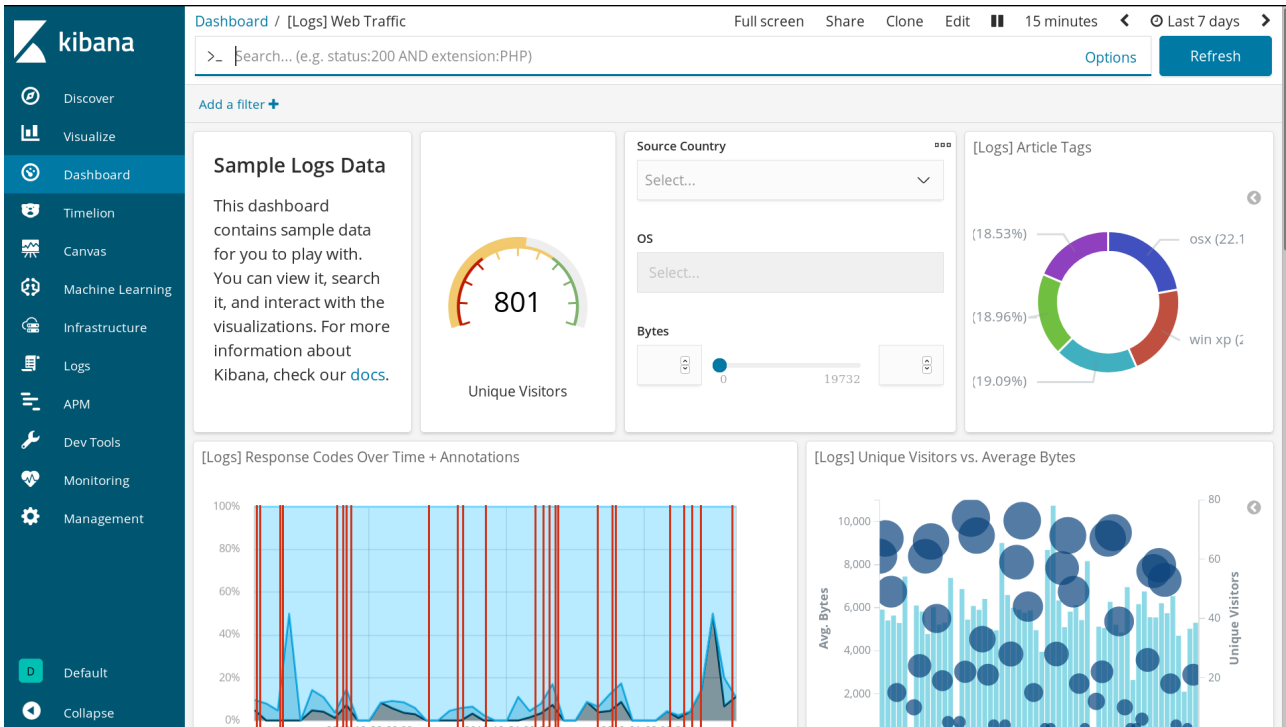 kibana
Discover
Visualize
Dashboard
Timelion
Canvas
Machine Learning
Infrastructure
Logs
APM
Dev Tools
Monitoring
Management
D Default
Collapse
Dashboard / [Logs] Web Traffic
Full screen Share Clone Edit 15 minutes Last 7 days
>_ Search... (e.g. status:200 AND extension:PHP) Options Refresh
Add a filter
Sample Logs Data
This dashboard
contains sample data
for you to play with.
You can view it, search
it, and interact with the
visualizations. For more
information about
Kibana, check our docs.
801
Unique Visitors
Source Country
Select...
OS
Select...
Bytes
0 19732
[Logs] Article Tags
(18.53%)
osx (22.1
(18.96%)
win xp (2
(19.09%)
[Logs] Response Codes Over Time + Annotations
100%
80%
60%
40%
20%
0%
[Logs] Unique Visitors vs. Average Bytes
10,000
8,000
6,000
4,000
2,000
Avg. Bytes
80
60
40
20
Unique Visitors